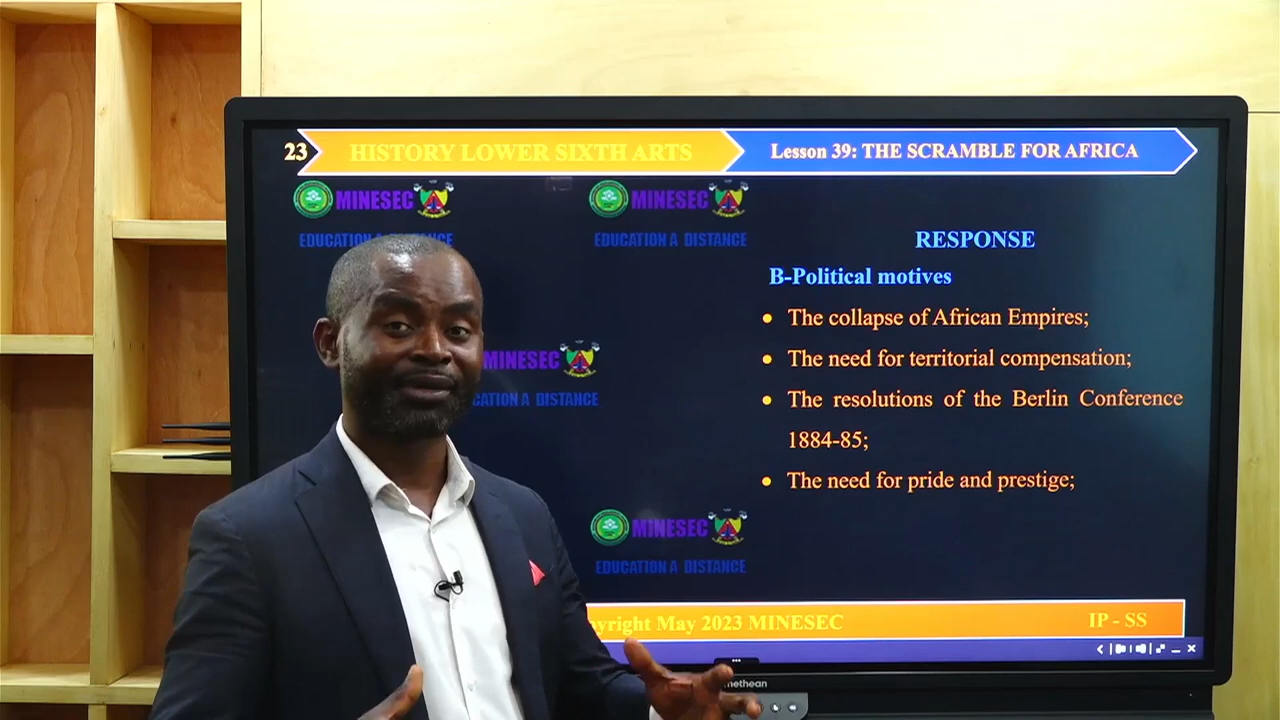 23 HISTORY LOWER SIXTH ARTS Lesson 39: THE SCRAMBLE FOR AFRICA
MINESEC MINESEC
EDUCATION A DISTANCE EDUCATION A DISTANCE
RESPONSE
B-Political motives
• The collapse of African Empires;
• The need for territorial compensation;
MINESEC
A DISTANCE
• The resolutions of the Berlin Conference
1884-85;
• The need for pride and prestige;
MINESEC
EDUCATION A DISTANCE
May 2023 MINESEC IP - SS